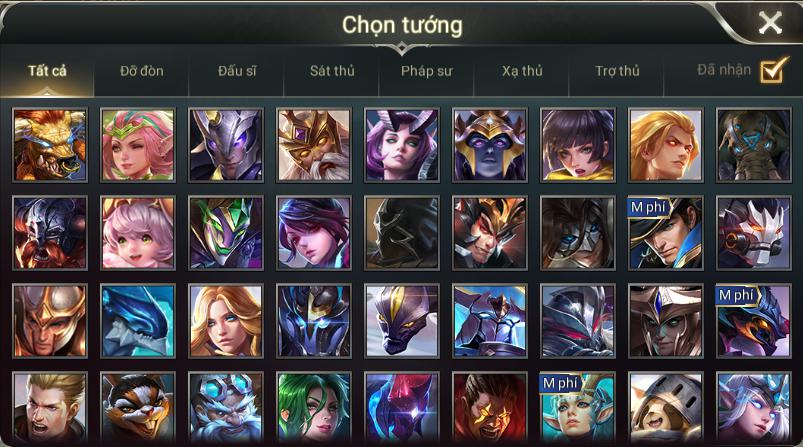 Chọn tướng
Tất cả
Đỡ đòn
Đấu sĩ
Sát thủ
Pháp sư
Xạ thủ
Trợ thủ
Đã nhận
M phí
M phí
M phí